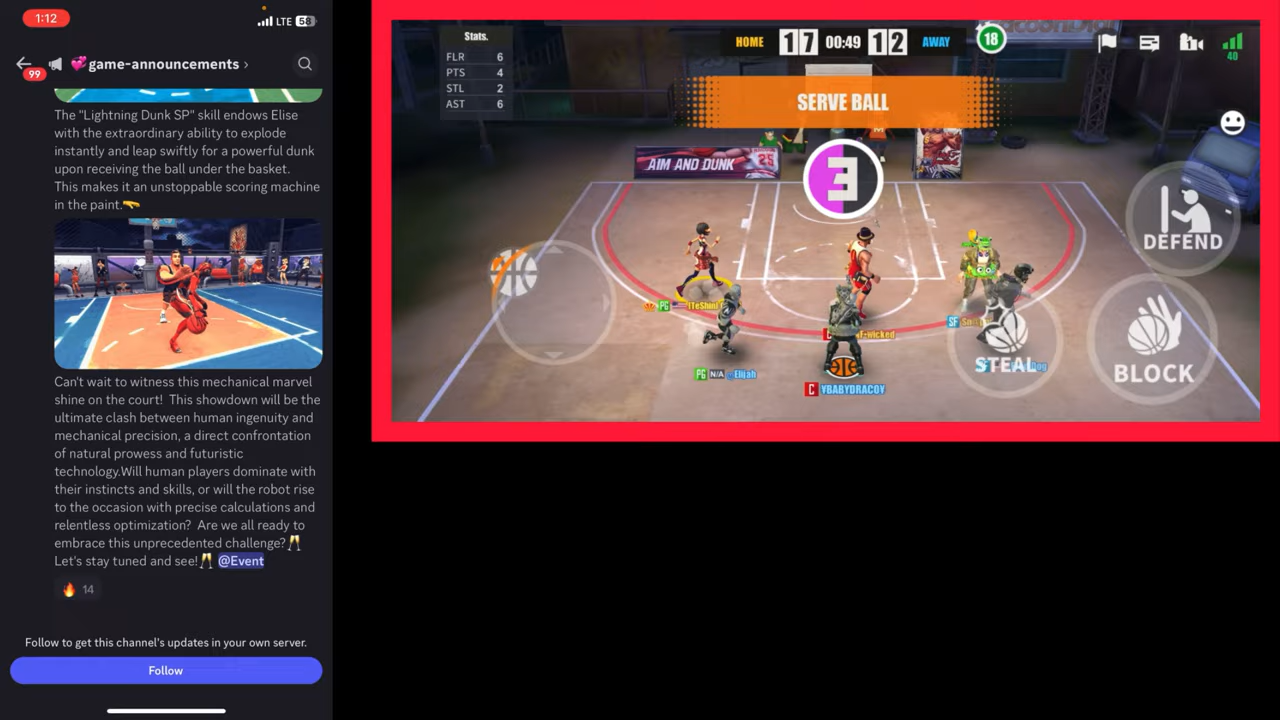 1:12
LTE 58
99
game-announcements ›
The "Lightning Dunk SP" skill endows Elise
with the extraordinary ability to explode
instantly and leap swiftly for a powerful dunk
upon receiving the ball under the basket.
This makes it an unstoppable scoring machine
in the paint.
Can't wait to witness this mechanical marvel
shine on the court!  This showdown will be the
ultimate clash between human ingenuity and
mechanical precision, a direct confrontation
of natural prowess and futuristic
technology.Will human players dominate with
their instincts and skills, or will the robot rise
to the occasion with precise calculations and
relentless optimization?  Are we all ready to
embrace this unprecedented challenge?
Let's stay tuned and see! @Event
14
Follow to get this channel's updates in your own server.
Follow
Stats.
FLR 6
PTS 4
STL 2
AST 6
HOME 17 00:49 12 AWAY
18
40
SERVE BALL
AIM AND DUNK
25
3
DEFEND
PG
SF
STEAL
BLOCK
PG N/A @Elijah
C YBABYDRACOY